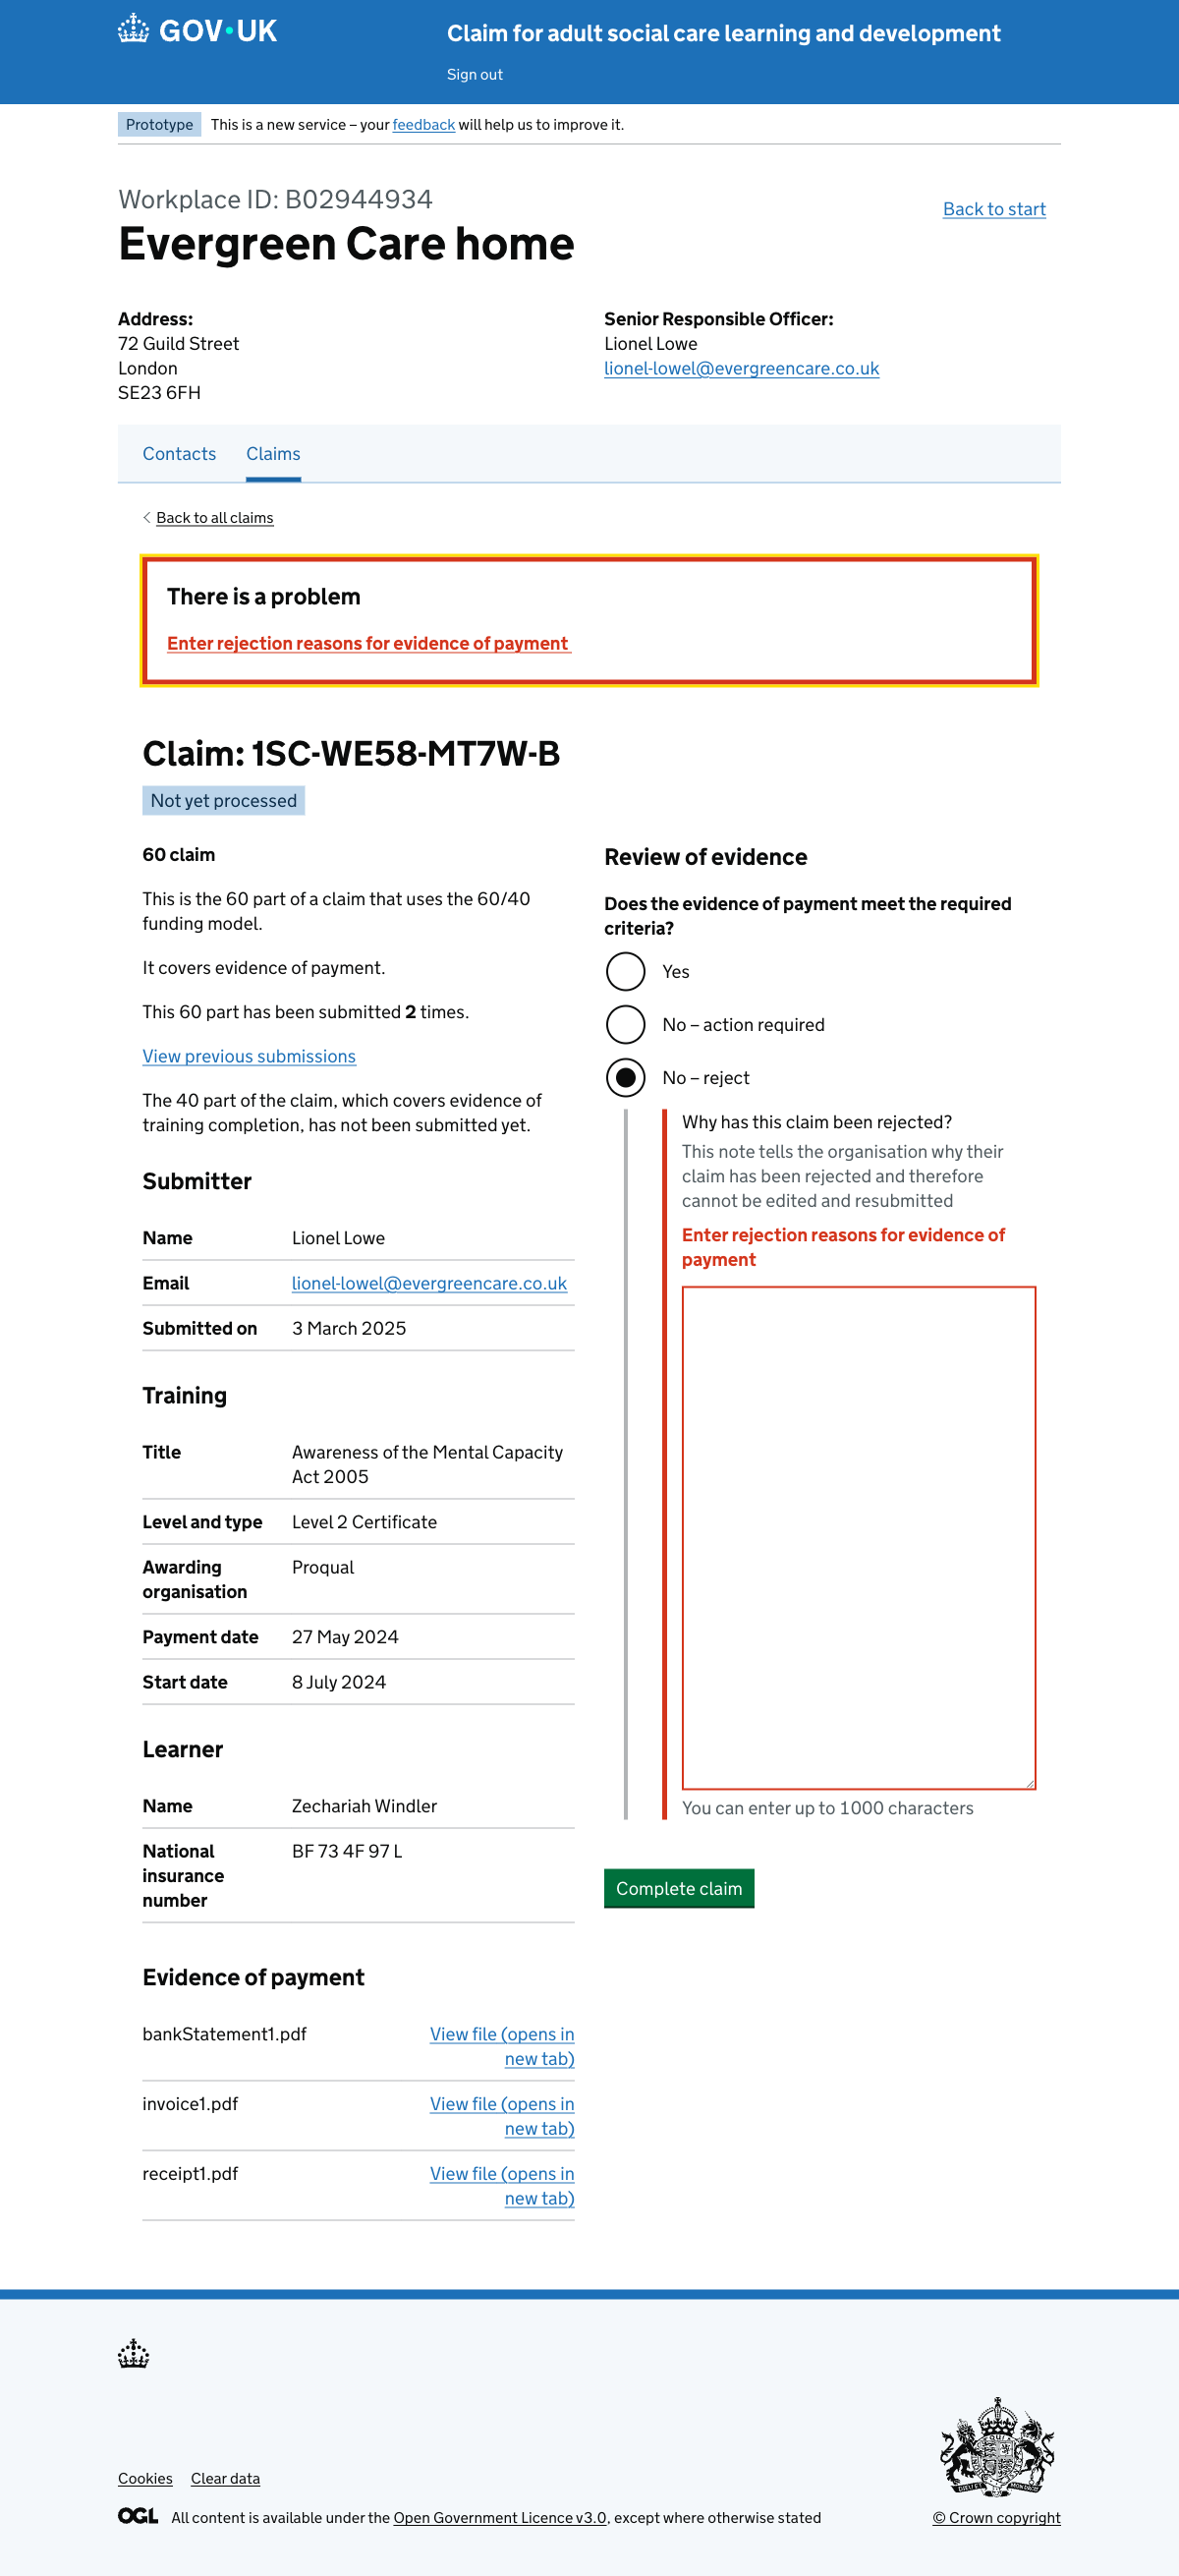 GOV·UK
Claim for adult social care learning and development
Sign out
Prototype This is a new service – your feedback will help us to improve it.
Workplace ID: B02944934
Back to start
Evergreen Care home
Address:
72 Guild Street
London
SE23 6FH
Senior Responsible Officer:
Lionel Lowe
lionel-lowel@evergreencare.co.uk
Contacts Claims
Back to all claims
There is a problem
Enter rejection reasons for evidence of payment
Claim: 1SC-WE58-MT7W-B
Not yet processed
60 claim
This is the 60 part of a claim that uses the 60/40
funding model.
It covers evidence of payment.
This 60 part has been submitted 2 times.
View previous submissions
The 40 part of the claim, which covers evidence of
training completion, has not been submitted yet.
Submitter
Name Lionel Lowe
Email lionel-lowel@evergreencare.co.uk
Submitted on 3 March 2025
Training
Title Awareness of the Mental Capacity
Act 2005
Level and type Level 2 Certificate
Awarding Proqual
organisation
Payment date 27 May 2024
Start date 8 July 2024
Learner
Name Zechariah Windler
National BF 73 4F 97 L
insurance
number
Evidence of payment
bankStatement1.pdf View file (opens in
new tab)
invoice1.pdf View file (opens in
new tab)
receipt1.pdf View file (opens in
new tab)
Review of evidence
Does the evidence of payment meet the required
criteria?
Yes
No – action required
No – reject
Why has this claim been rejected?
This note tells the organisation why their
claim has been rejected and therefore
cannot be edited and resubmitted
Enter rejection reasons for evidence of
payment
You can enter up to 1000 characters
Complete claim
Cookies Clear data
OGL All content is available under the Open Government Licence v3.0, except where otherwise stated
© Crown copyright